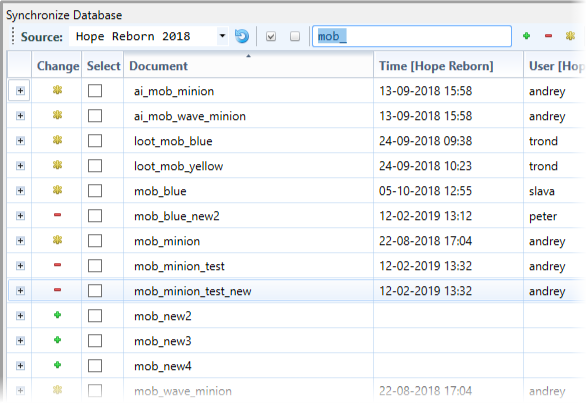 Synchronize Database
Source: Hope Reborn 2018 mob_
Change Select Document Time [Hope Reborn] User [Hop
ai_mob_minion 13-09-2018 15:58 andrey
ai_mob_wave_minion 13-09-2018 15:58 andrey
loot_mob_blue 24-09-2018 09:38 trond
loot_mob_yellow 24-09-2018 10:23 trond
mob_blue 05-10-2018 12:55 slava
mob_blue_new2 12-02-2019 13:12 peter
mob_minion 22-08-2018 17:04 andrey
mob_minion_test 12-02-2019 13:32 andrey
mob_minion_test_new 12-02-2019 13:32 andrey
mob_new2
mob_new3
mob_new4
mob_wave_minion 22-08-2018 17:04 andrey